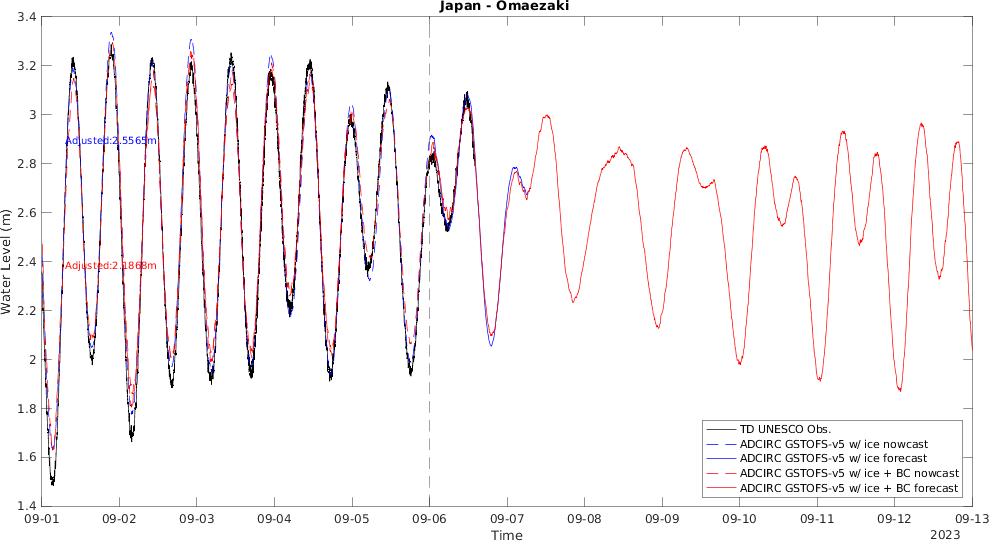 Japan - Omaezaki
3.4
3.2
3
2.8
2.6
2.4
2.2
2
1.8
1.6
1.4
Water Level (m)
Adjusted:2.5565m
Adjusted:2.1868m
TD UNESCO Obs.
ADCIRC GSTOFS-v5 w/ ice nowcast
ADCIRC GSTOFS-v5 w/ ice forecast
ADCIRC GSTOFS-v5 w/ ice + BC nowcast
ADCIRC GSTOFS-v5 w/ ice + BC forecast
09-01 09-02 09-03 09-04 09-05 09-06 09-07 09-08 09-09 09-10 09-11 09-12 09-13
Time
2023